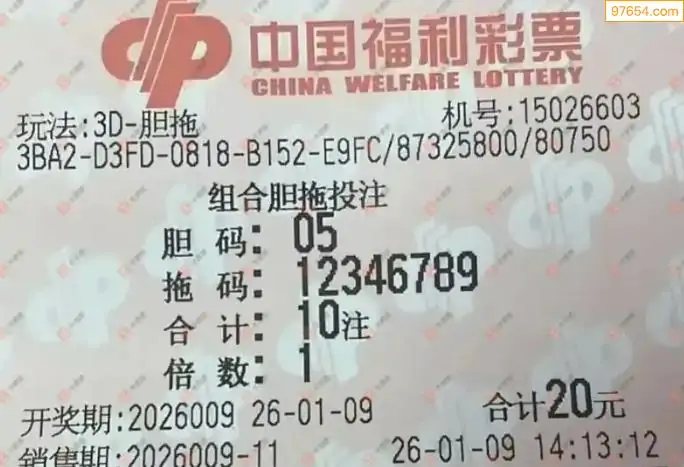 97654.com
中国福利彩票
CHINA WELFARE LOTTERY
玩法:3D-胆拖 机号:15026603
3BA2-D3FD-0818-B152-E9FC/87325800/80750
组合胆拖投注
胆 码: 05
拖 码: 12346789
合 计: 10注
倍 数: 1
开奖期:2026009 26-01-09 合计20元
销售期:2026009-11 26-01-09 14:13:12